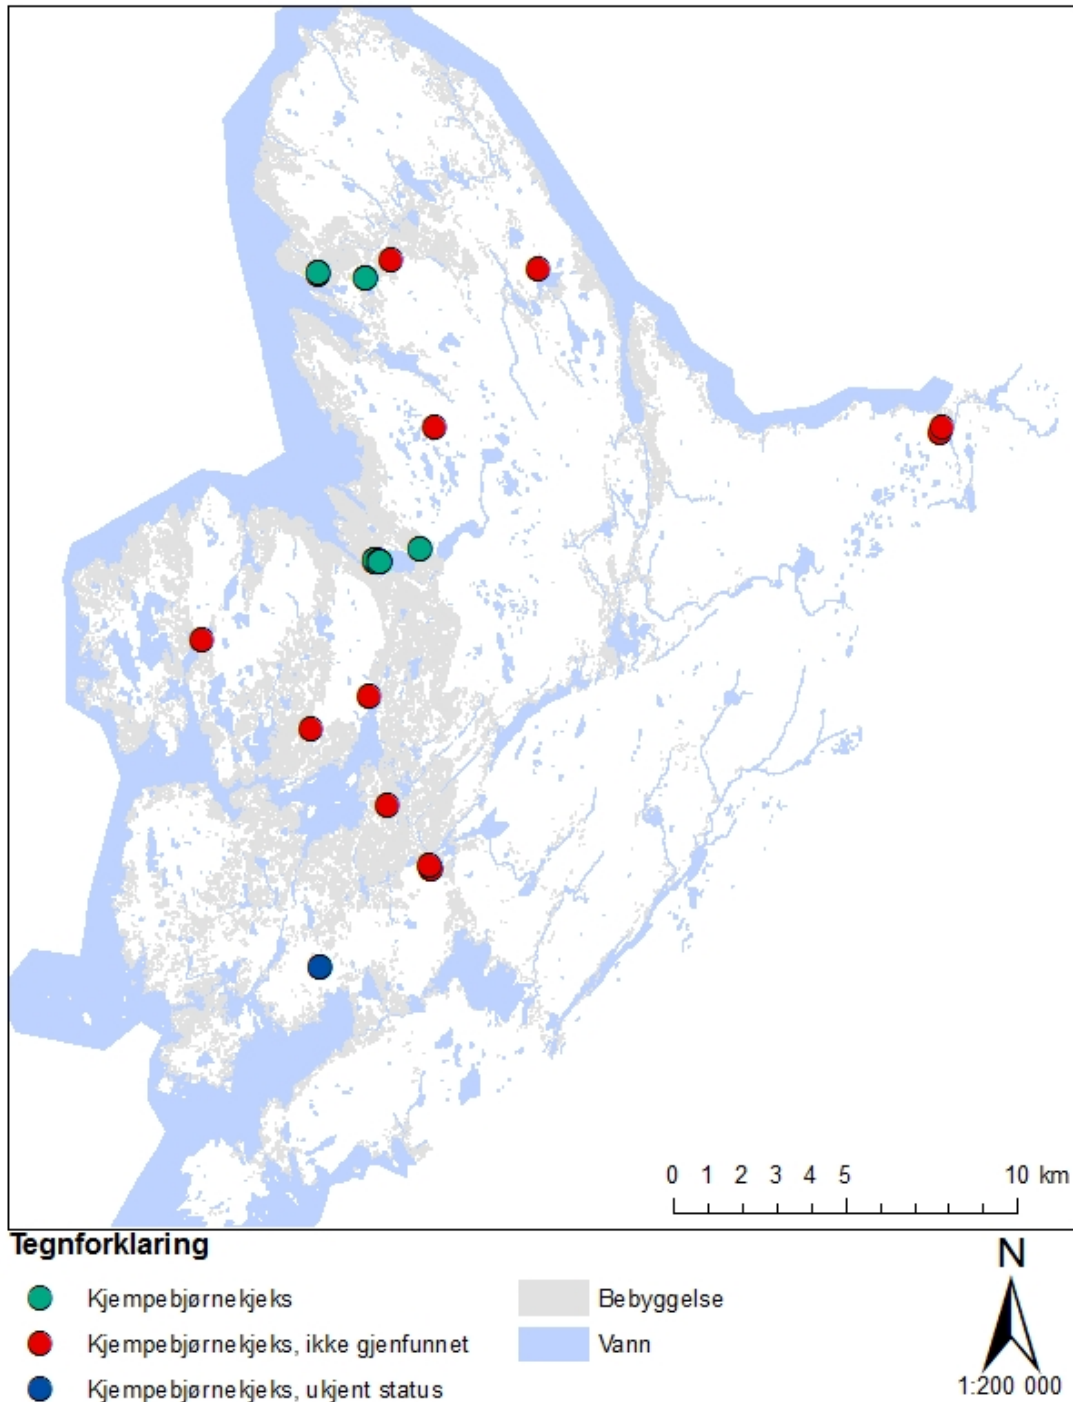 0 1 2 3 4 5 10 km
Tegnforklaring
Kjempebjørnekjeks
Kjempebjørnekjeks, ikke gjenfunnet
Kjempebjørnekjeks, ukjent status
Bebyggelse
Vann
N
1:200 000